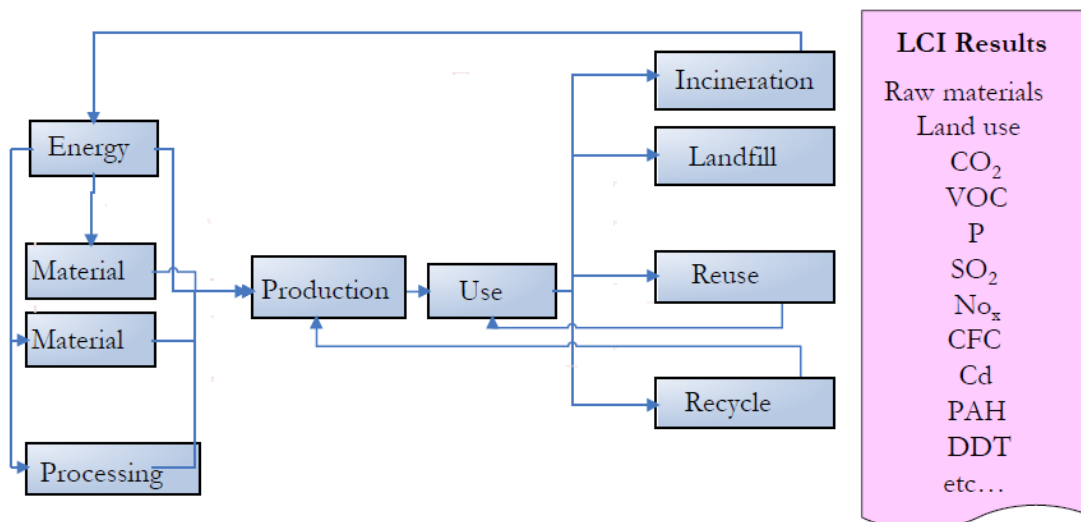 Energy
Material
Material
Processing
Production
Use
Incineration
Landfill
Reuse
Recycle
LCI Results
Raw materials
Land use
CO₂
VOC
P
SO₂
Noₓ
CFC
Cd
PAH
DDT
etc…